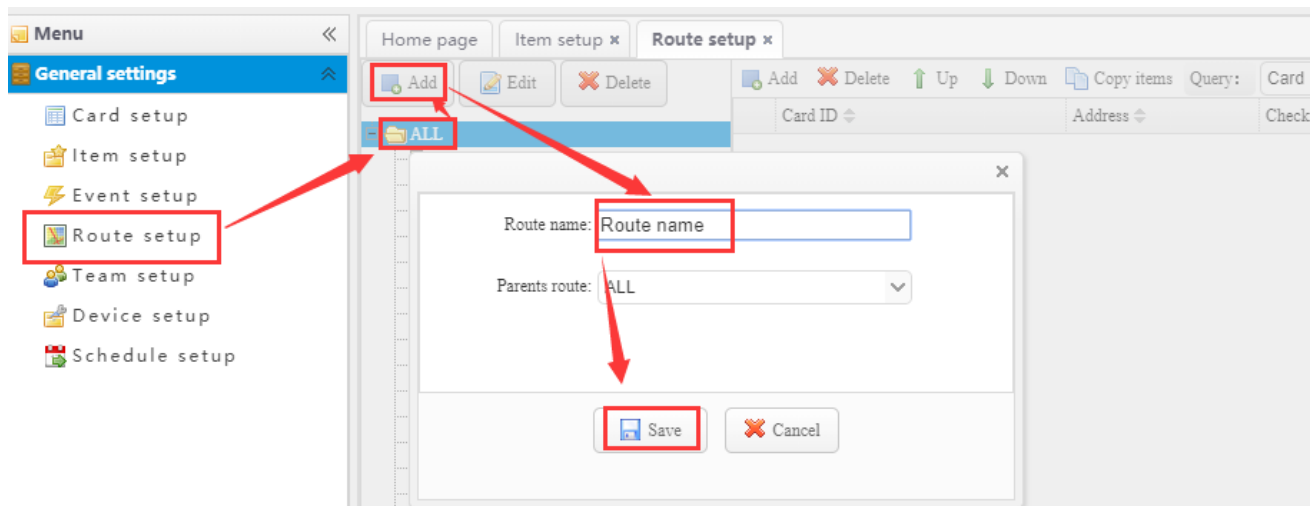 Menu
General settings
Card setup
Item setup
Event setup
Route setup
Team setup
Device setup
Schedule setup
Home page Item setup × Route setup ×
Add Edit Delete
Add Delete Up Down Copy items Query: Card
ALL
Card ID Address Check
Route name: Route name
Parents route: ALL
Save Cancel